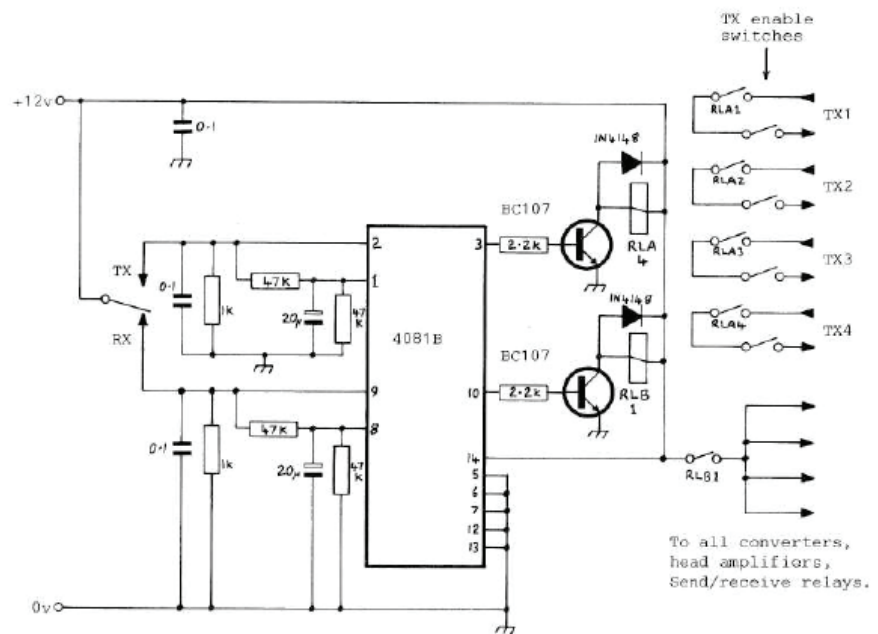 TX enable
switches
+12v
0·1
RLA1
TX1
1N4148
RLA2
TX2
BC107
2
3
2·2k
RLA
4
RLA3
TX3
TX
47K
1
0·1
1k
20μ
47
K
1N4148
RX
4081B
RLA4
TX4
BC107
9
10
2·2k
RLB
1
47K
8
0·1
1k
20μ
47
K
14
RLB1
5
6
7
12
13
To all converters,
head amplifiers,
Send/receive relays.
0v